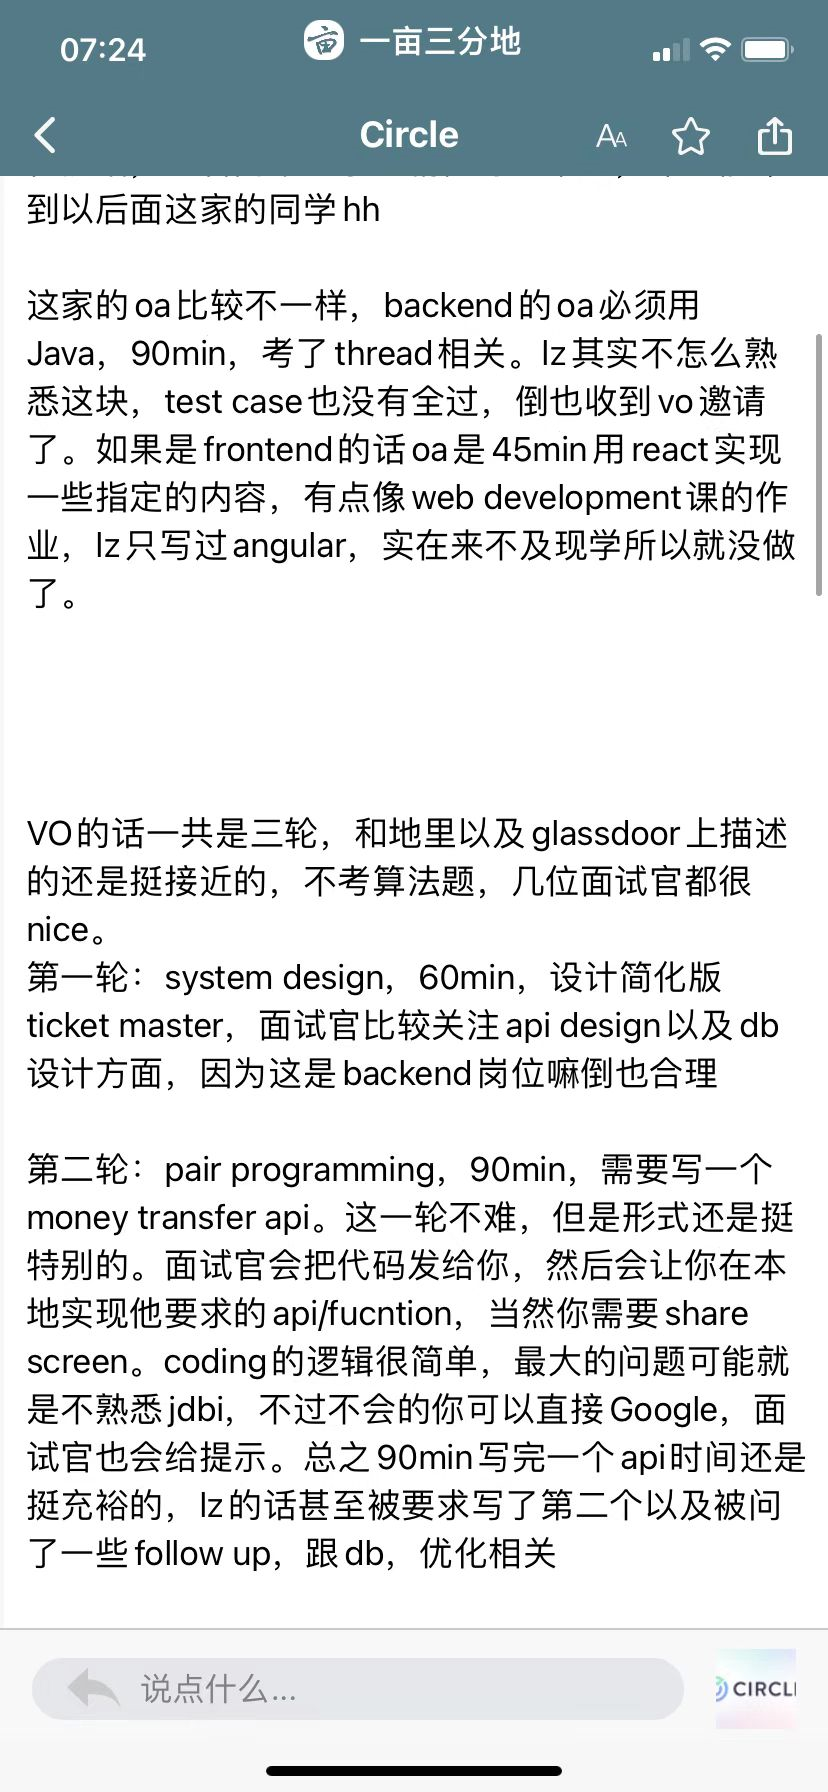 07:24
一亩三分地
Circle
AA
到以后面这家的同学hh
这家的oa比较不一样，backend的oa必须用
Java，90min，考了thread相关。lz其实不怎么熟
悉这块，test case也没有全过，倒也收到vo邀请
了。如果是frontend的话oa是45min用react实现
一些指定的内容，有点像web development课的作
业，lz只写过angular，实在来不及现学所以就没做
了。
VO的话一共是三轮，和地里以及glassdoor上描述
的还是挺接近的，不考算法题，几位面试官都很
nice。
第一轮：system design，60min，设计简化版
ticket master，面试官比较关注api design以及db
设计方面，因为这是backend岗位嘛倒也合理
第二轮：pair programming，90min，需要写一个
money transfer api。这一轮不难，但是形式还是挺
特别的。面试官会把代码发给你，然后会让你在本
地实现他要求的api/fucntion，当然你需要share
screen。coding的逻辑很简单，最大的问题可能就
是不熟悉jdbi，不过不会的你可以直接Google，面
试官也会给提示。总之90min写完一个api时间还是
挺充裕的，lz的话甚至被要求写了第二个以及被问
了一些follow up，跟db，优化相关
说点什么...
CIRCL